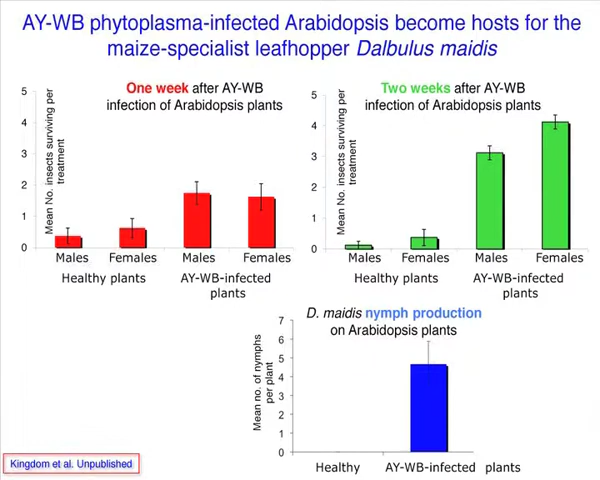 AY-WB phytoplasma-infected Arabidopsis become hosts for the
maize-specialist leafhopper Dalbulus maidis
One week after AY-WB
infection of Arabidopsis plants
Mean No. insects surviving per
treatment
5
4
3
2
1
0
Males Females Males Females
Healthy plants AY-WB-infected
plants
Two weeks after AY-WB
infection of Arabidopsis plants
Mean No. insects surviving per
treatment
5
4
3
2
1
0
Males Females Males Females
Healthy plants AY-WB-infected
plants
D. maidis nymph production
on Arabidopsis plants
Mean no. of nymphs
per plant
7
6
5
4
3
2
1
0
Healthy AY-WB-infected plants
Kingdom et al. Unpublished